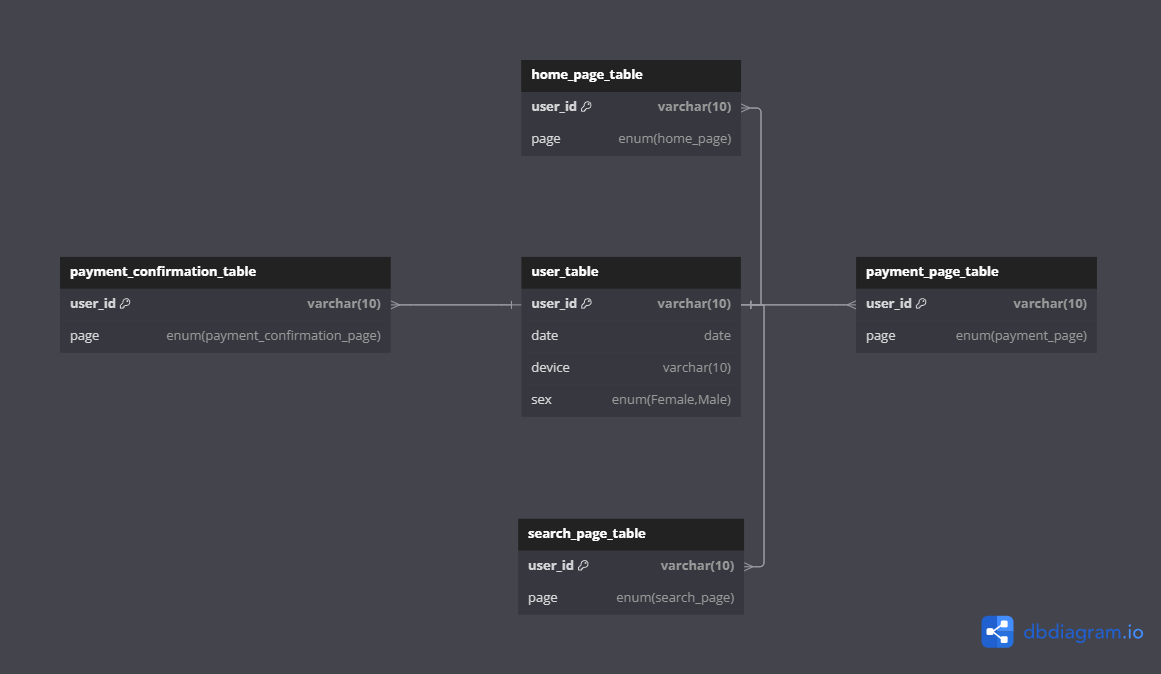 home_page_table
user_id varchar(10)
page enum(home_page)
payment_confirmation_table
user_id varchar(10)
page enum(payment_confirmation_page)
user_table
user_id varchar(10)
date date
device varchar(10)
sex enum(Female,Male)
payment_page_table
user_id varchar(10)
page enum(payment_page)
search_page_table
user_id varchar(10)
page enum(search_page)
dbdiagram.io